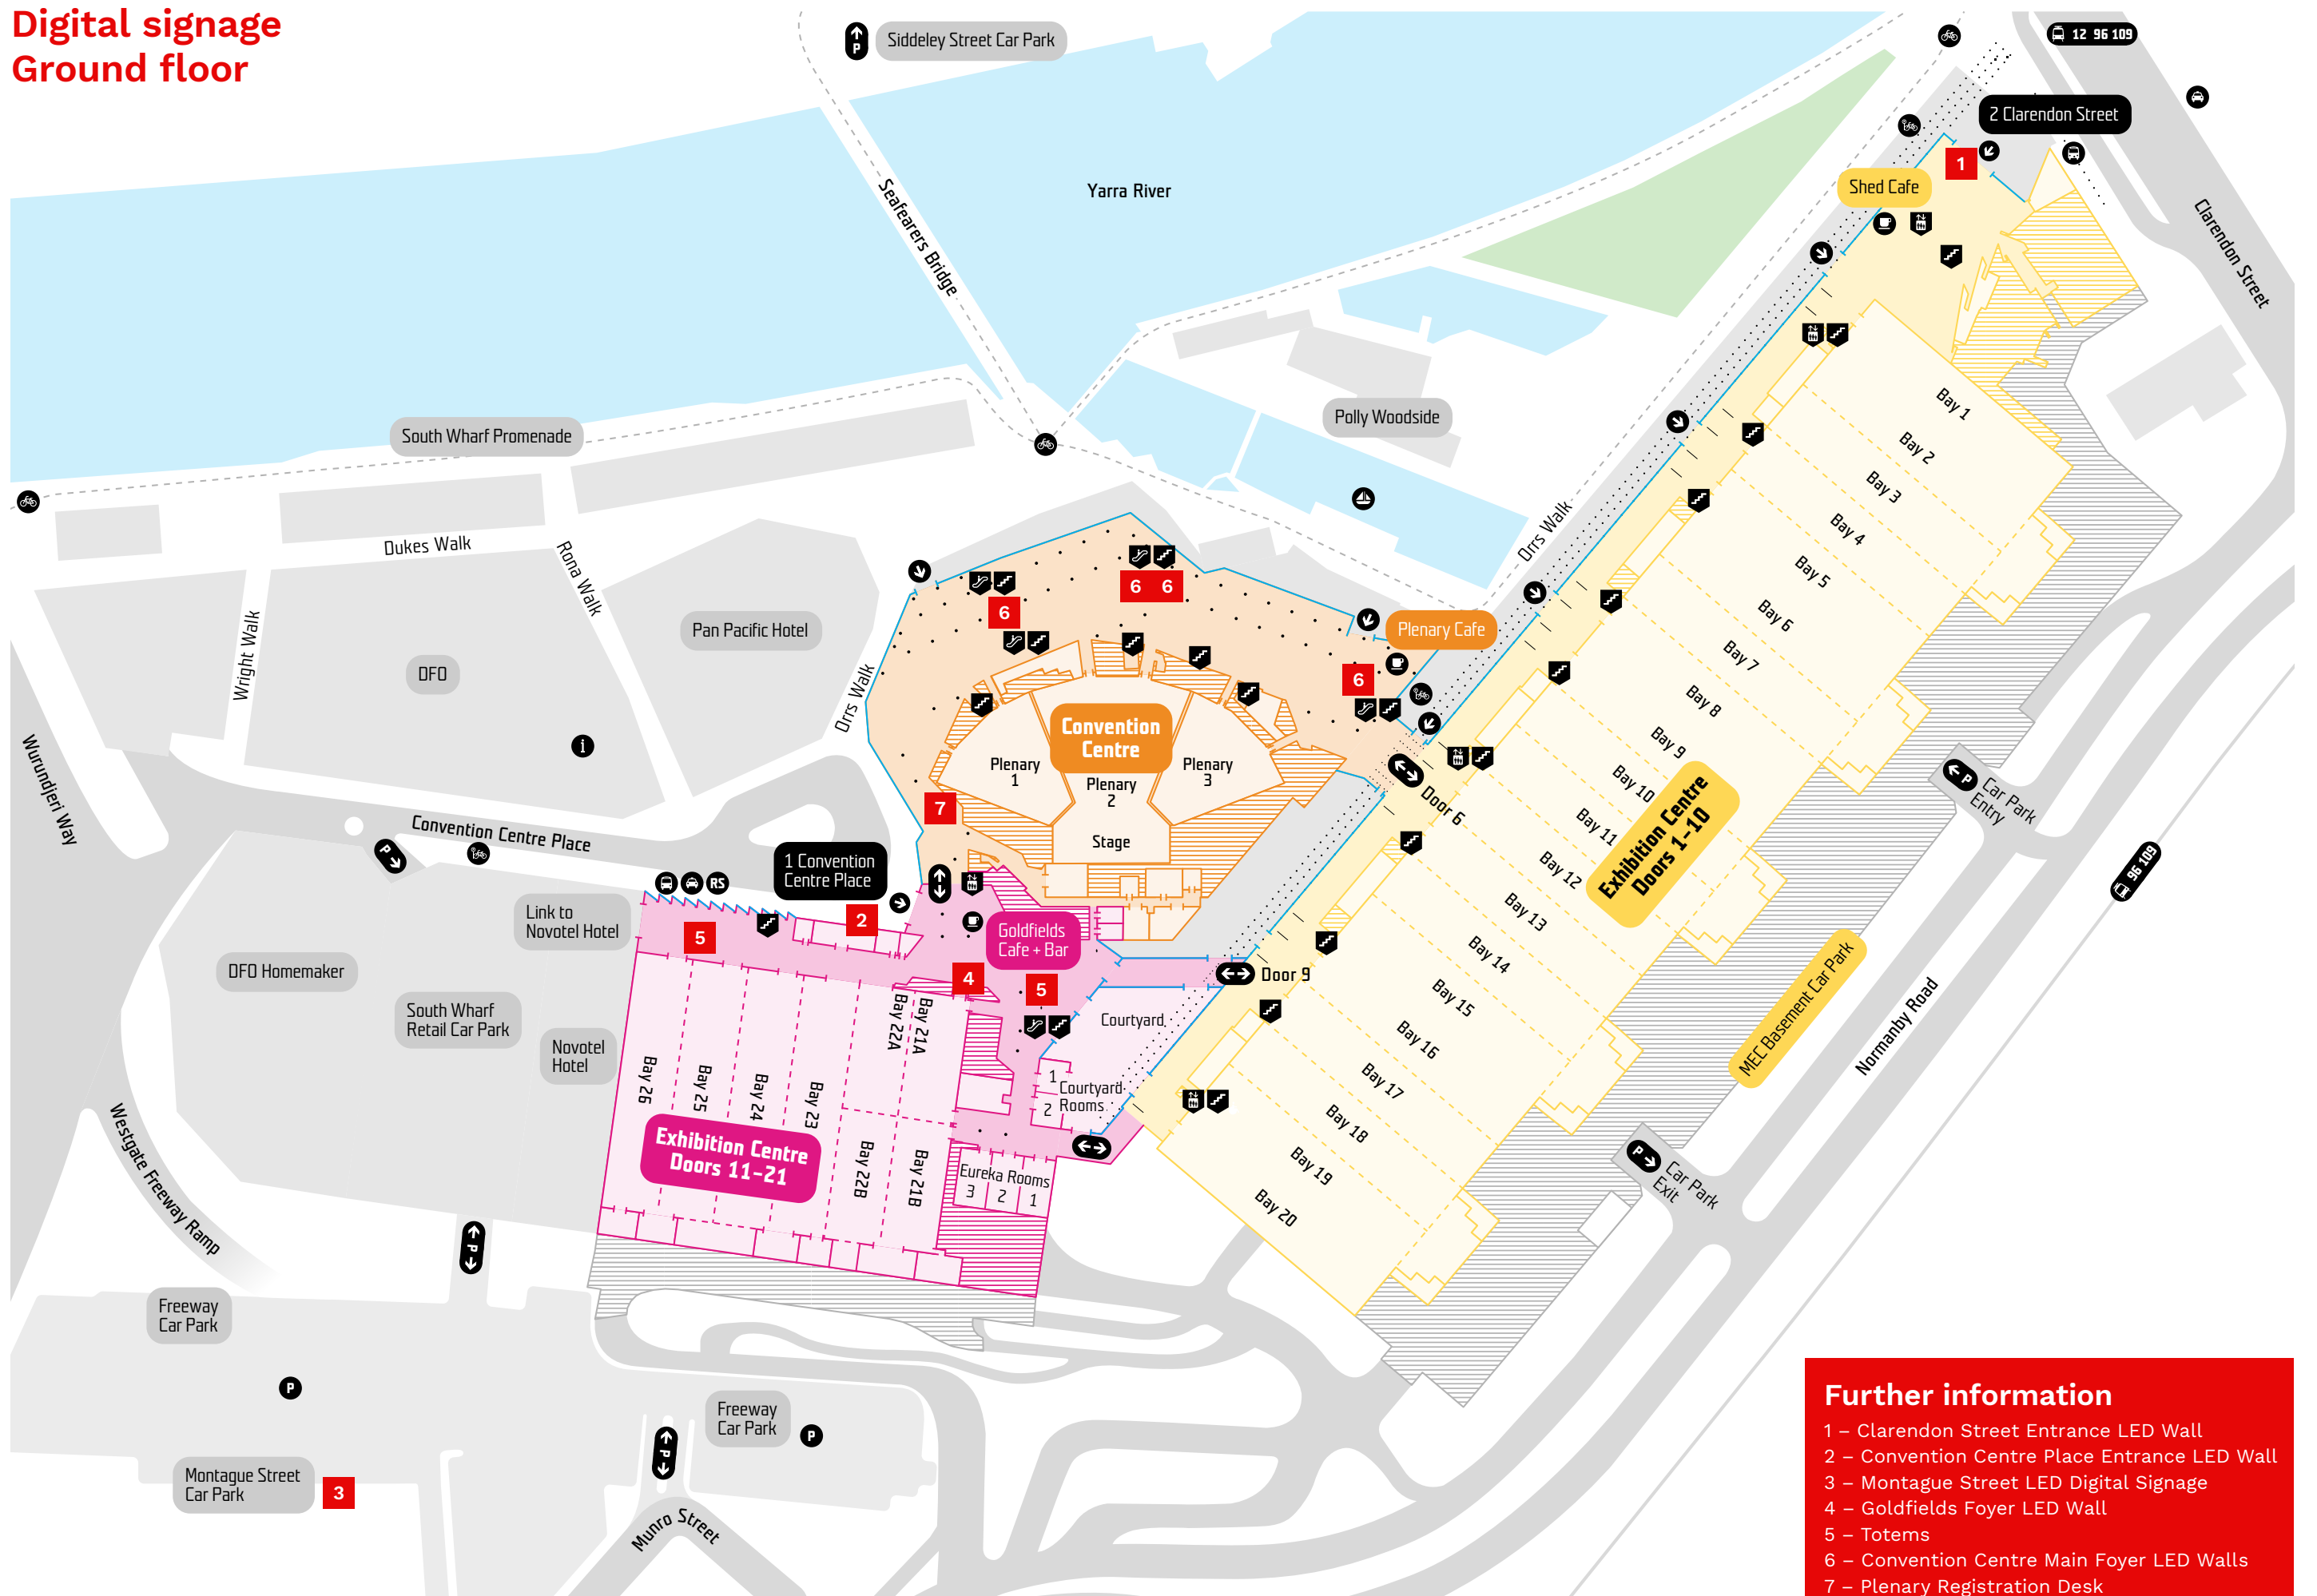 Digital signage
Ground floor
P
Siddeley Street Car Park
12 96 109
2 Clarendon Street
1
Shed Cafe
Clarendon Street
Yarra River
Seafearers Bridge
South Wharf Promenade
Polly Woodside
Orrs Walk
Dukes Walk
Rona Walk
Wright Walk
Pan Pacific Hotel
DFO
Orrs Walk
i
Wurundjeri Way
Convention Centre Place
P
6
6 6
6
Plenary Cafe
Convention
Centre
Plenary
1
Plenary
2
Plenary
3
Stage
7
Door 6
Bay 1
Bay 2
Bay 3
Bay 4
Bay 5
Bay 6
Bay 7
Bay 8
Bay 9
Bay 10
Bay 11
Bay 12
Bay 13
Bay 14
Bay 15
Bay 16
Bay 17
Bay 18
Bay 19
Bay 20
Exhibition Centre
Doors 1-10
P
Car Park
Entry
96 109
MEC Basement Car Park
Normanby Road
P
Car Park
Exit
1 Convention
Centre Place
RS
2
5
Link to
Novotel Hotel
Goldfields
Cafe + Bar
4
5
Door 9
Courtyard
1
2
Courtyard
Rooms
DFO Homemaker
South Wharf
Retail Car Park
Novotel
Hotel
Bay 26
Bay 25
Bay 24
Bay 23
Bay 22A
Bay 21A
Bay 22B
Bay 21B
Exhibition Centre
Doors 11-21
Eureka Rooms
3 2 1
Westgate Freeway Ramp
P
Freeway
Car Park
P
Freeway
Car Park
P
P
Montague Street
Car Park
3
Munro Street
Further information
1 – Clarendon Street Entrance LED Wall
2 – Convention Centre Place Entrance LED Wall
3 – Montague Street LED Digital Signage
4 – Goldfields Foyer LED Wall
5 – Totems
6 – Convention Centre Main Foyer LED Walls
7 – Plenary Registration Desk